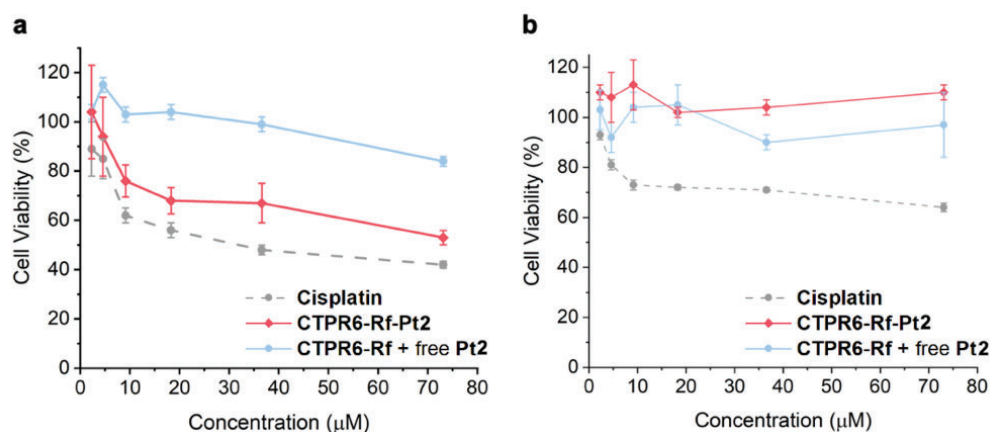 a
Cell Viability (%)
120
100
80
60
40
20
0
Cisplatin
CTPR6-Rf-Pt2
CTPR6-Rf + free Pt2
0 10 20 30 40 50 60 70 80
Concentration (μM)
b
Cell Viability (%)
120
100
80
60
40
20
0
Cisplatin
CTPR6-Rf-Pt2
CTPR6-Rf + free Pt2
0 10 20 30 40 50 60 70 80
Concentration (μM)